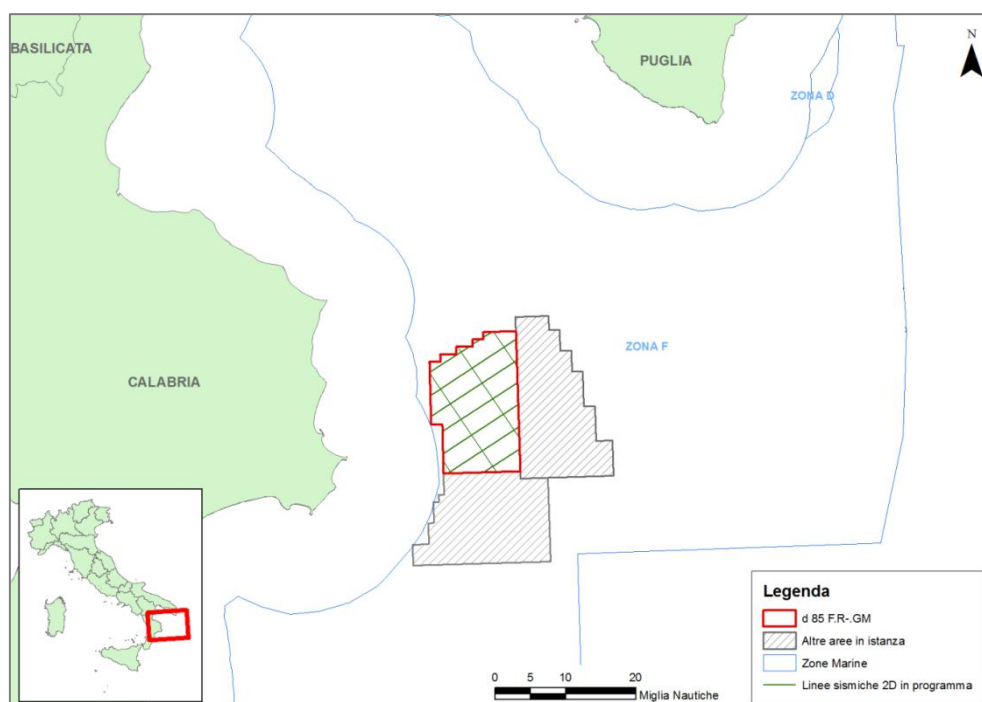 BASILICATA
PUGLIA
N
ZONA D
ZONA F
CALABRIA
Legenda
d 85 F.R-.GM
Altre aree in istanza
Zone Marine
Linee sismiche 2D in programma
0 5 10 20
Miglia Nautiche